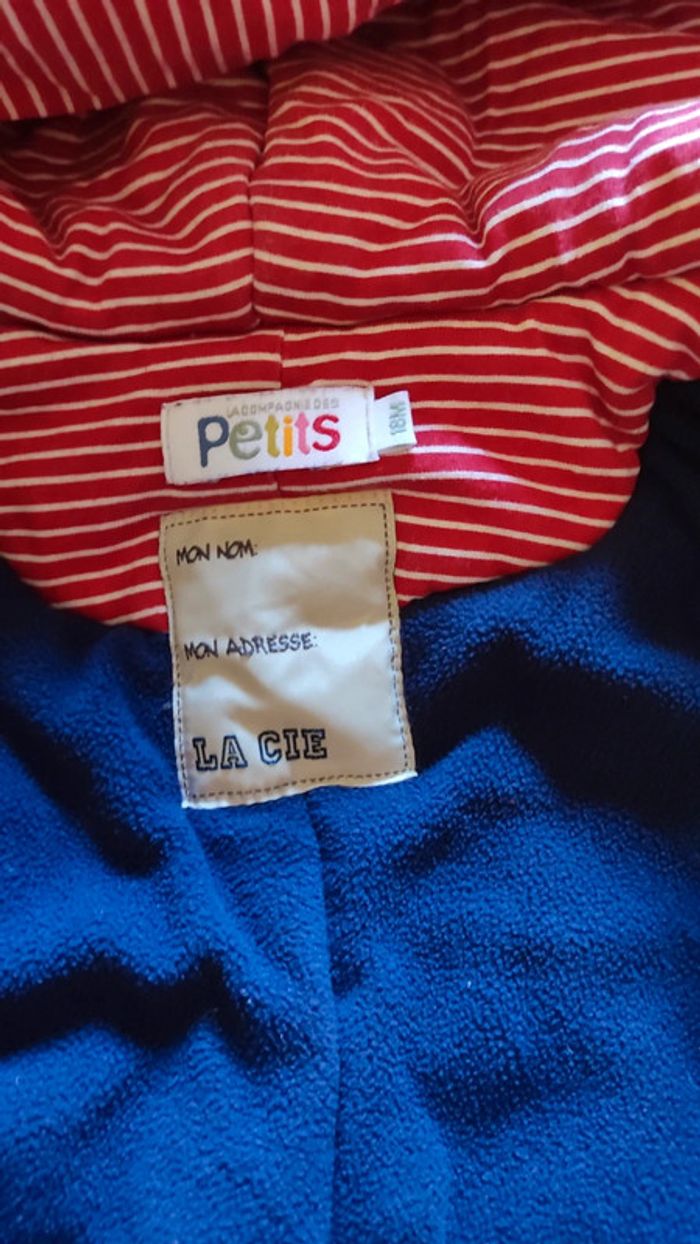 LA COMPAGNIE DES
Petits
18M
MON NOM:
MON ADRESSE:
LA CIE